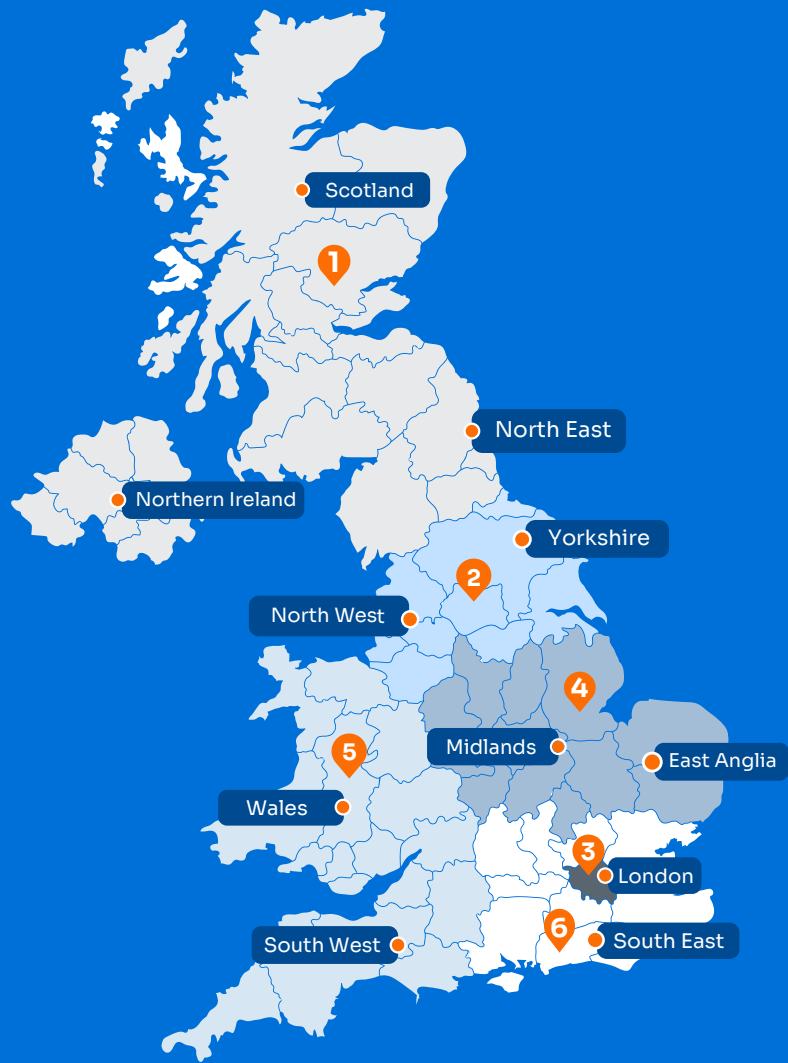 Scotland
1
North East
Northern Ireland
Yorkshire
2
North West
4
Midlands
5
East Anglia
Wales
3
London
6
South East
South West